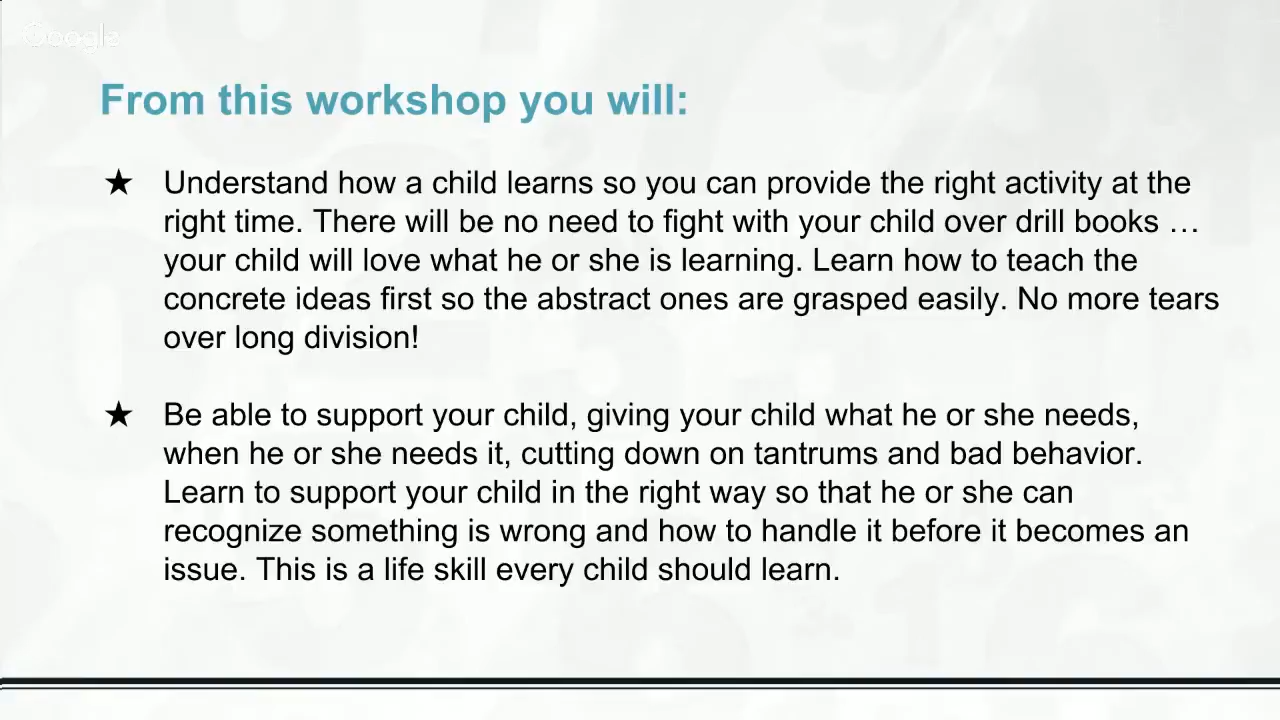 Google
From this workshop you will:
★ Understand how a child learns so you can provide the right activity at the
right time. There will be no need to fight with your child over drill books …
your child will love what he or she is learning. Learn how to teach the
concrete ideas first so the abstract ones are grasped easily. No more tears
over long division!
★ Be able to support your child, giving your child what he or she needs,
when he or she needs it, cutting down on tantrums and bad behavior.
Learn to support your child in the right way so that he or she can
recognize something is wrong and how to handle it before it becomes an
issue. This is a life skill every child should learn.